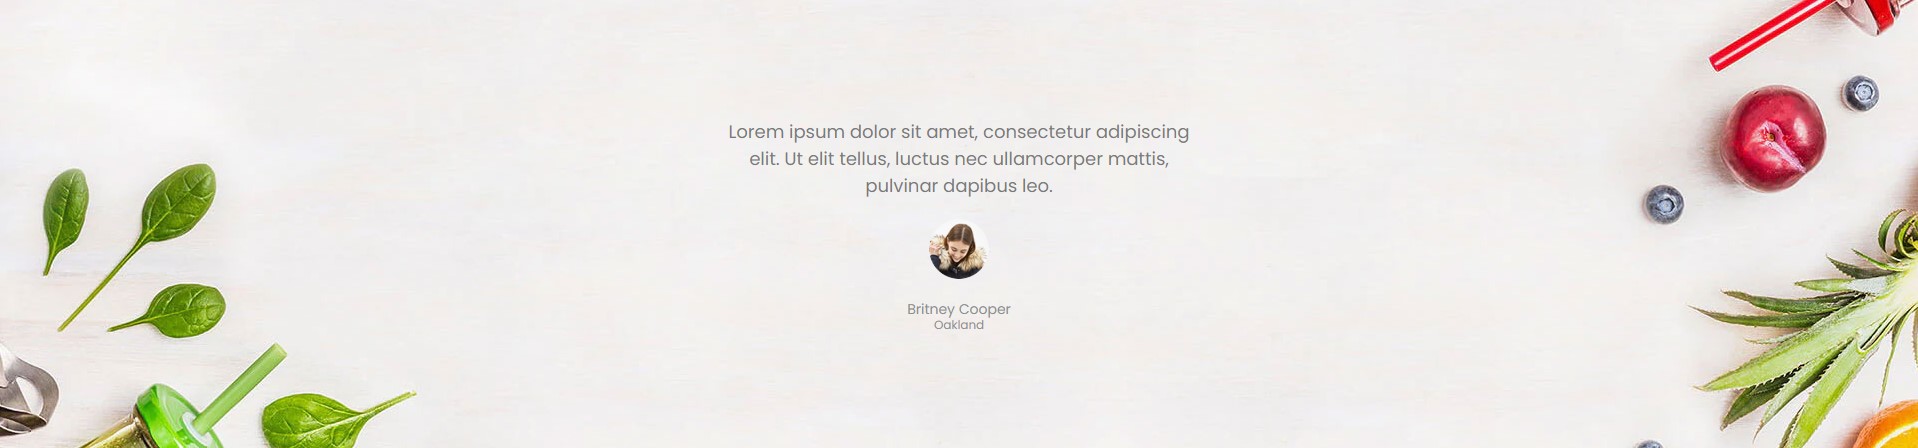 Lorem ipsum dolor sit amet, consectetur adipiscing
elit. Ut elit tellus, luctus nec ullamcorper mattis,
pulvinar dapibus leo.
Britney Cooper
Oakland